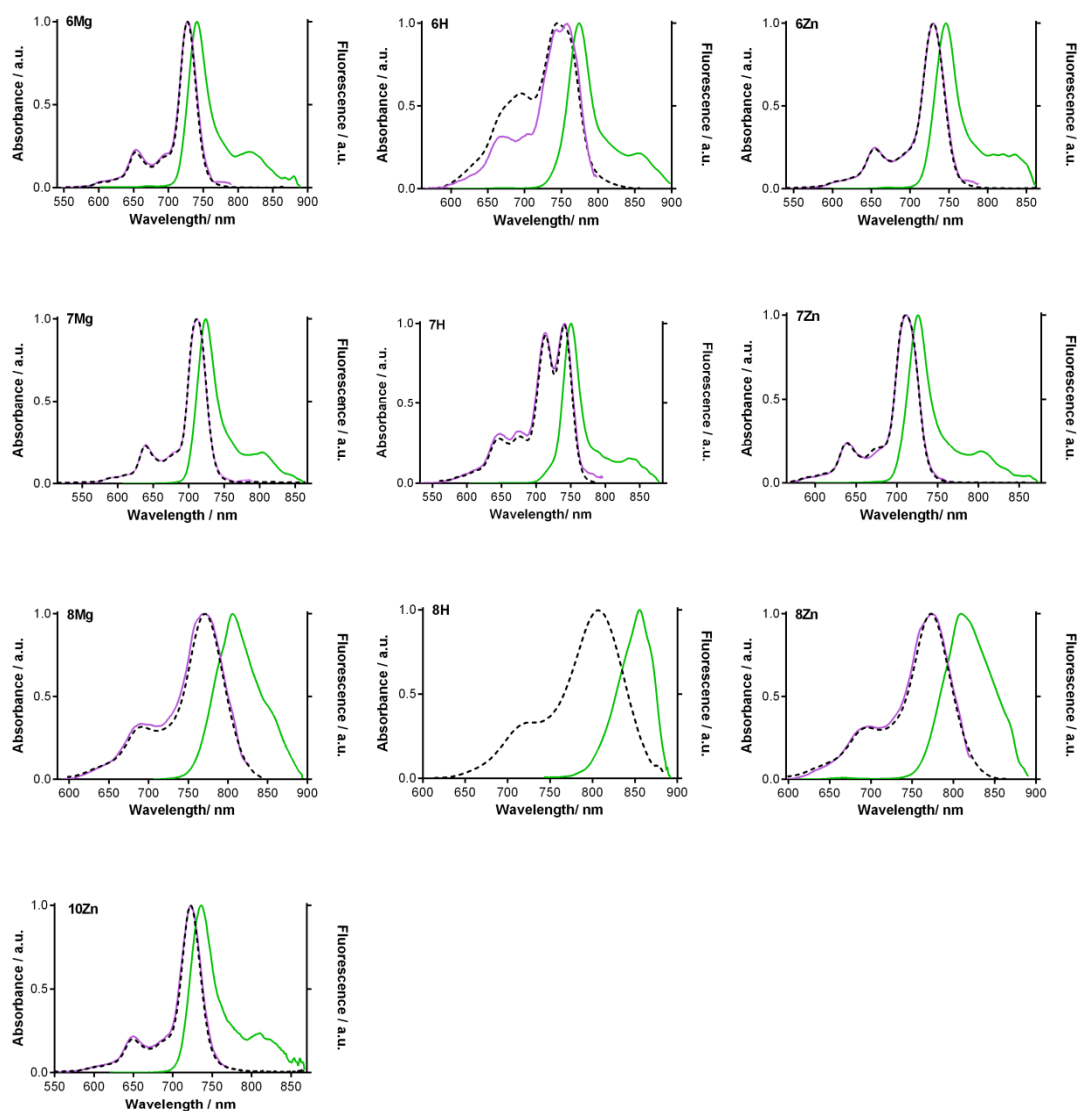 6Mg
Absorbance / a.u.
1.0
0.5
0.0
Fluorescence / a.u.
550 600 650 700 750 800 850 900
Wavelength/ nm
6H
Absorbance / a.u.
1.0
0.5
0.0
Fluorescence / a.u.
600 650 700 750 800 850 900
Wavelength/ nm
6Zn
Absorbance / a.u.
1.0
0.5
0.0
Fluorescence / a.u.
550 600 650 700 750 800 850
Wavelength/ nm
7Mg
Absorbance / a.u.
1.0
0.5
0.0
Fluorescence / a.u.
550 600 650 700 750 800 850
Wavelength / nm
7H
Absorbance / a.u.
1.0
0.5
0.0
Fluorescence / a.u.
550 600 650 700 750 800 850
Wavelength/ nm
7Zn
Absorbance / a.u.
1.0
0.5
0.0
Fluorescence / a.u.
600 650 700 750 800 850
Wavelength / nm
8Mg
Absorbance / a.u.
1.0
0.5
0.0
Fluorescence / a.u.
600 650 700 750 800 850 900
Wavelength/ nm
8H
Absorbance / a.u.
1.0
0.5
0.0
Fluorescence / a.u.
600 650 700 750 800 850 900
Wavelength/ nm
8Zn
Absorbance / a.u.
1.0
0.5
0.0
Fluorescence / a.u.
600 650 700 750 800 850 900
Wavelength/ nm
10Zn
Absorbance / a.u.
1.0
0.5
0.0
Fluorescence / a.u.
550 600 650 700 750 800 850
Wavelength / nm